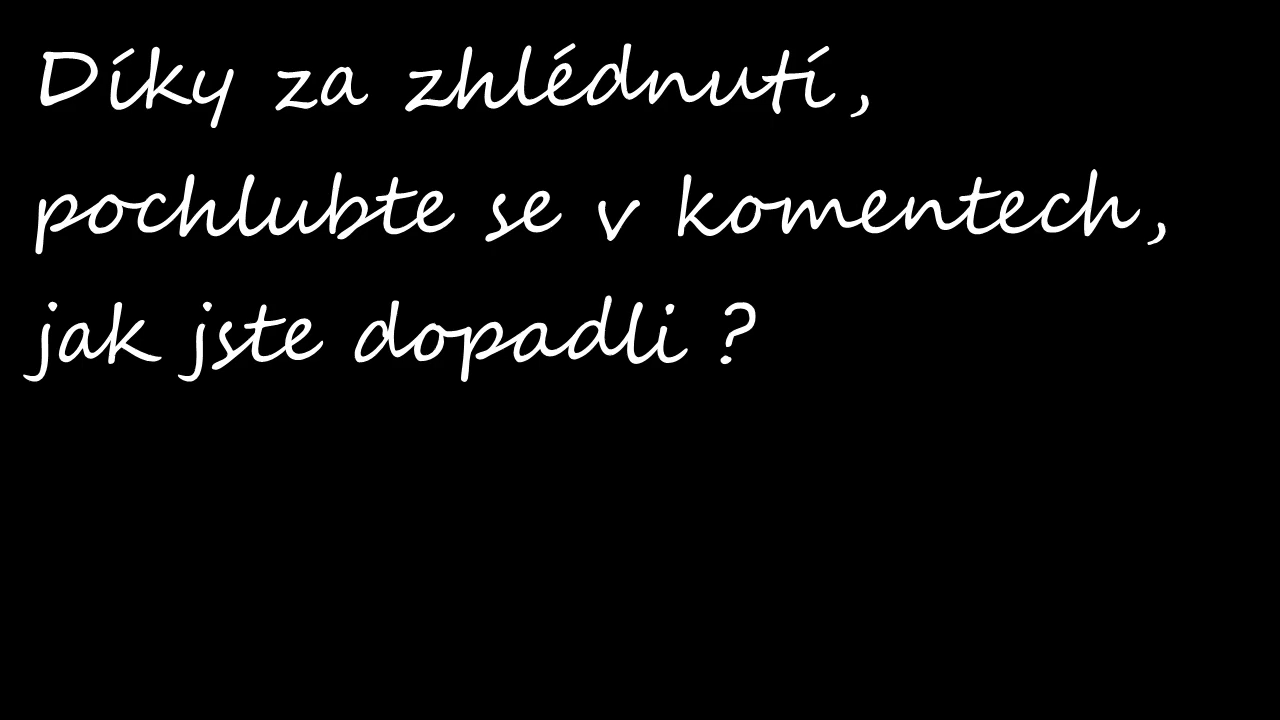 Díky za zhlédnutí,
pochlubte se v komentech,
jak jste dopadli ?